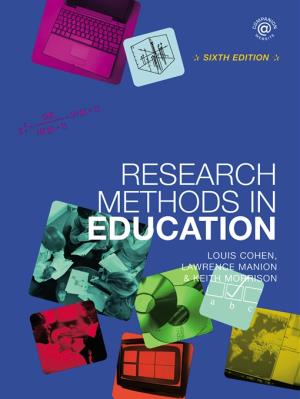 COMPANION
@
WEBSITE
SIXTH EDITION
RESEARCH
METHODS IN
EDUCATION
LOUIS COHEN,
LAWRENCE MANION
& KEITH MORRISON
a b c